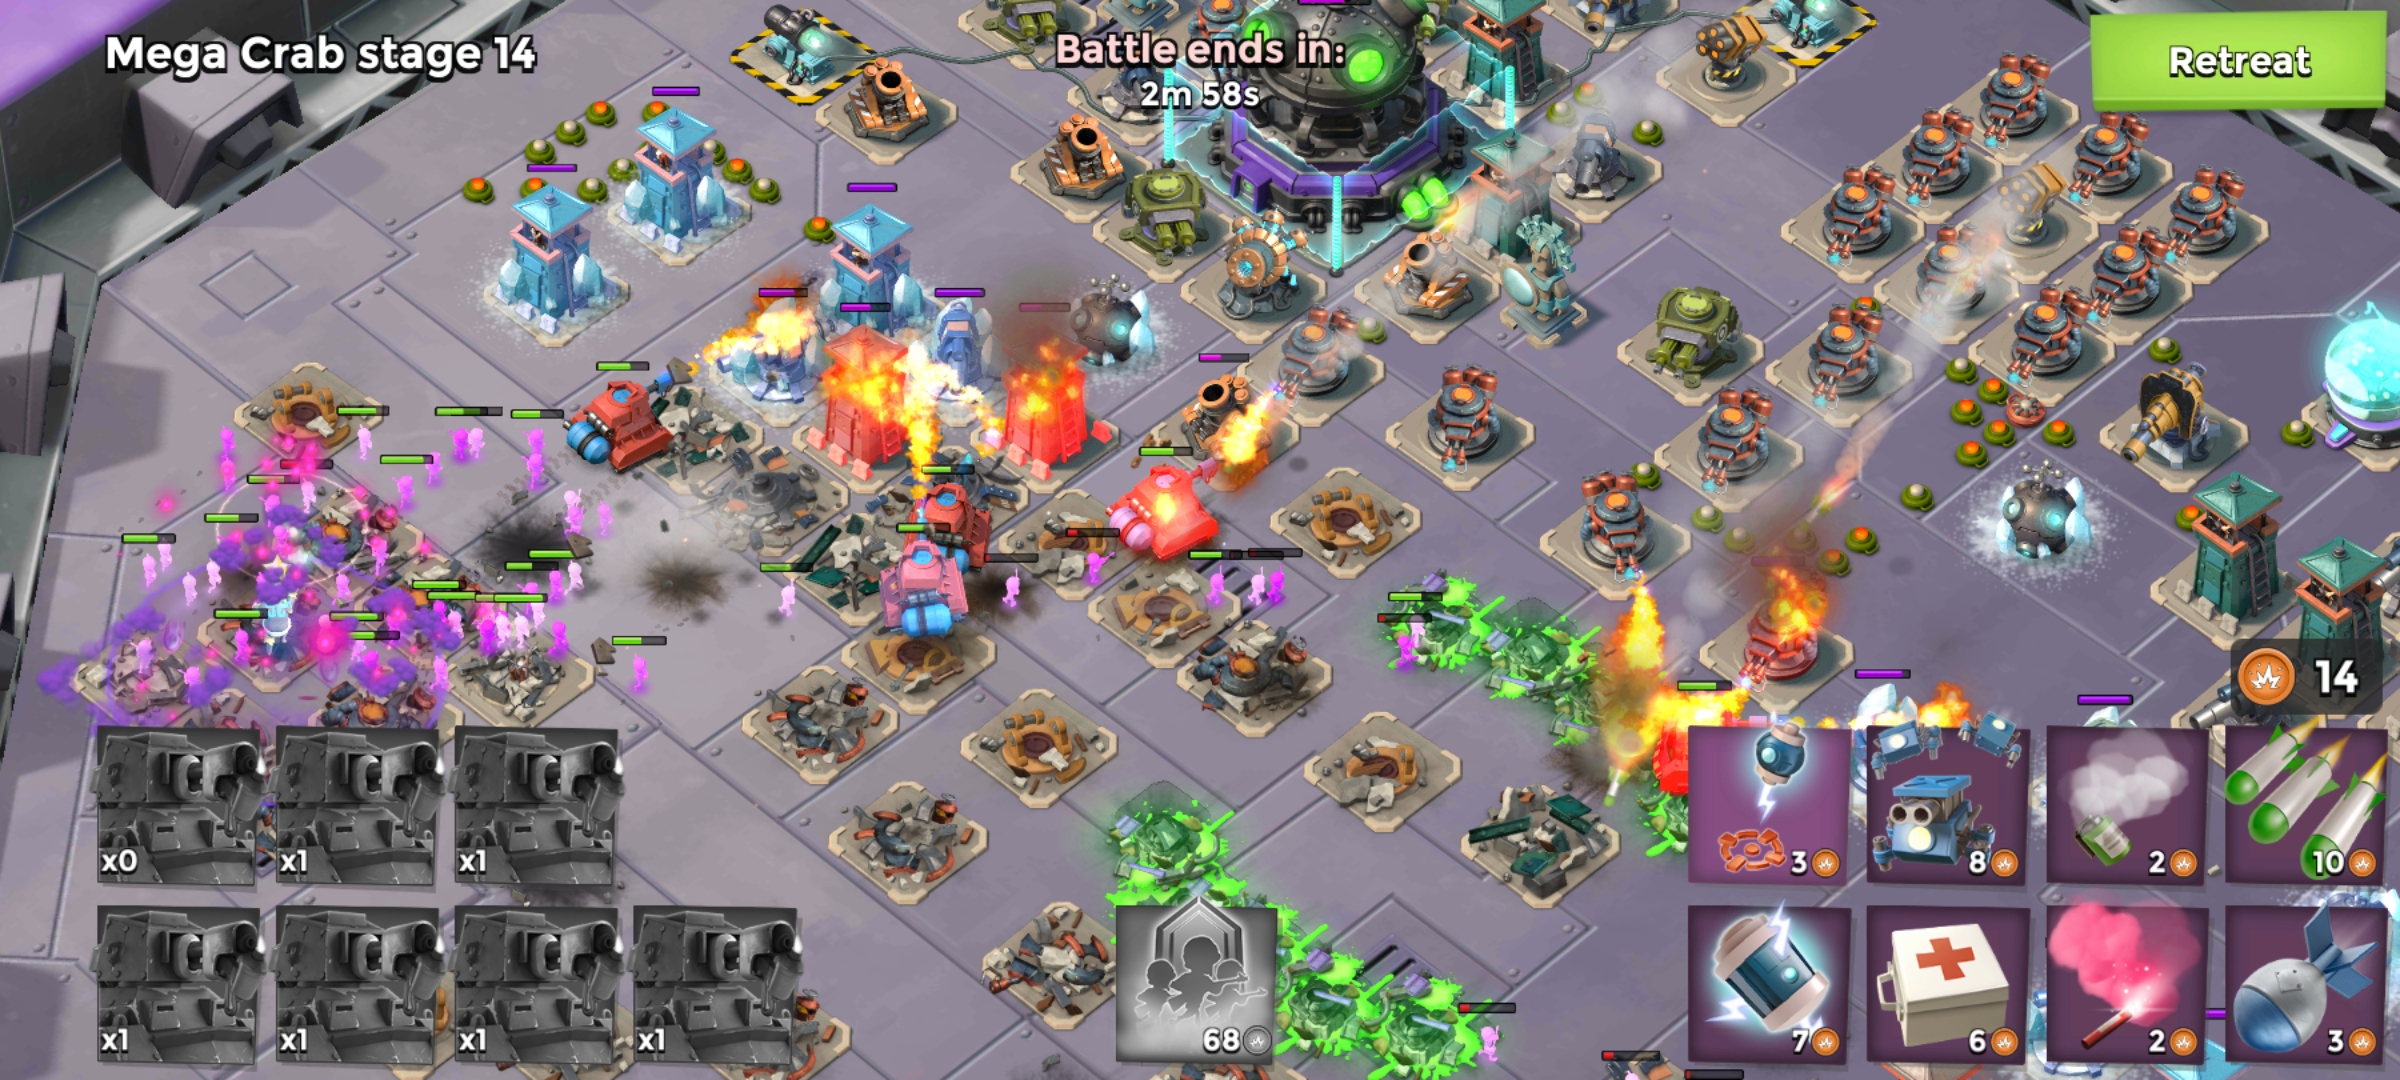 Mega Crab stage 14
Battle ends in:
2m 58s
Retreat
14
x0
x1
x1
3
8
2
10
x1
x1
x1
x1
68
7
6
2
3